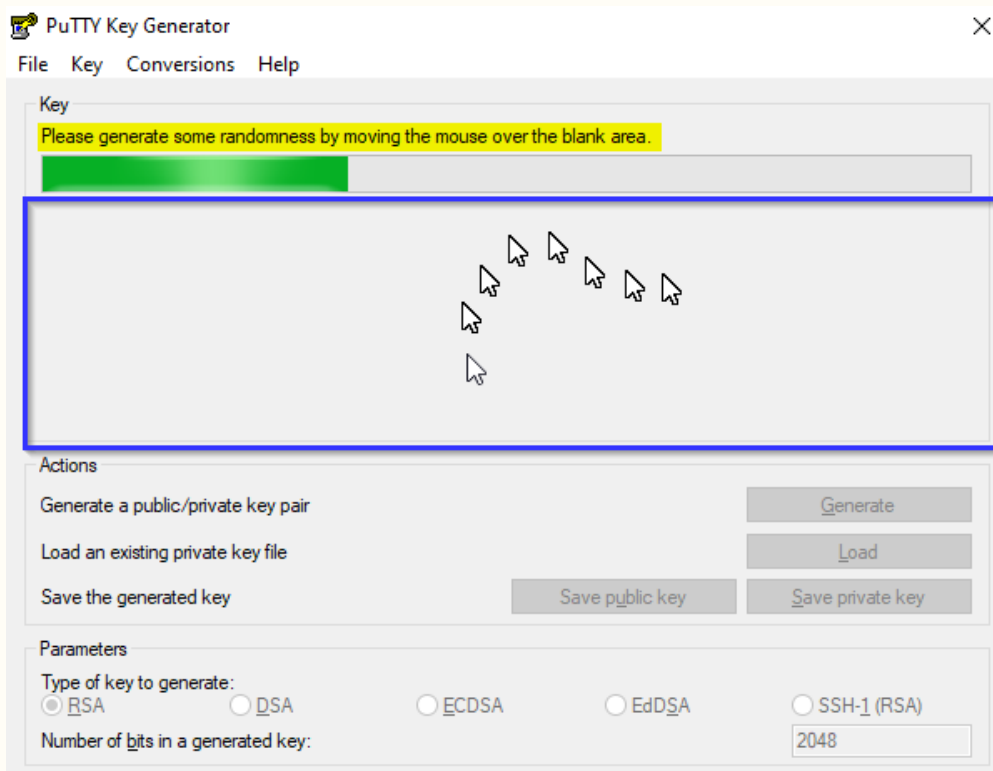 PuTTY Key Generator
File Key Conversions Help
Key
Please generate some randomness by moving the mouse over the blank area.
Actions
Generate a public/private key pair Generate
Load an existing private key file Load
Save the generated key Save public key Save private key
Parameters
Type of key to generate:
RSA DSA ECDSA EdDSA SSH-1 (RSA)
Number of bits in a generated key: 2048